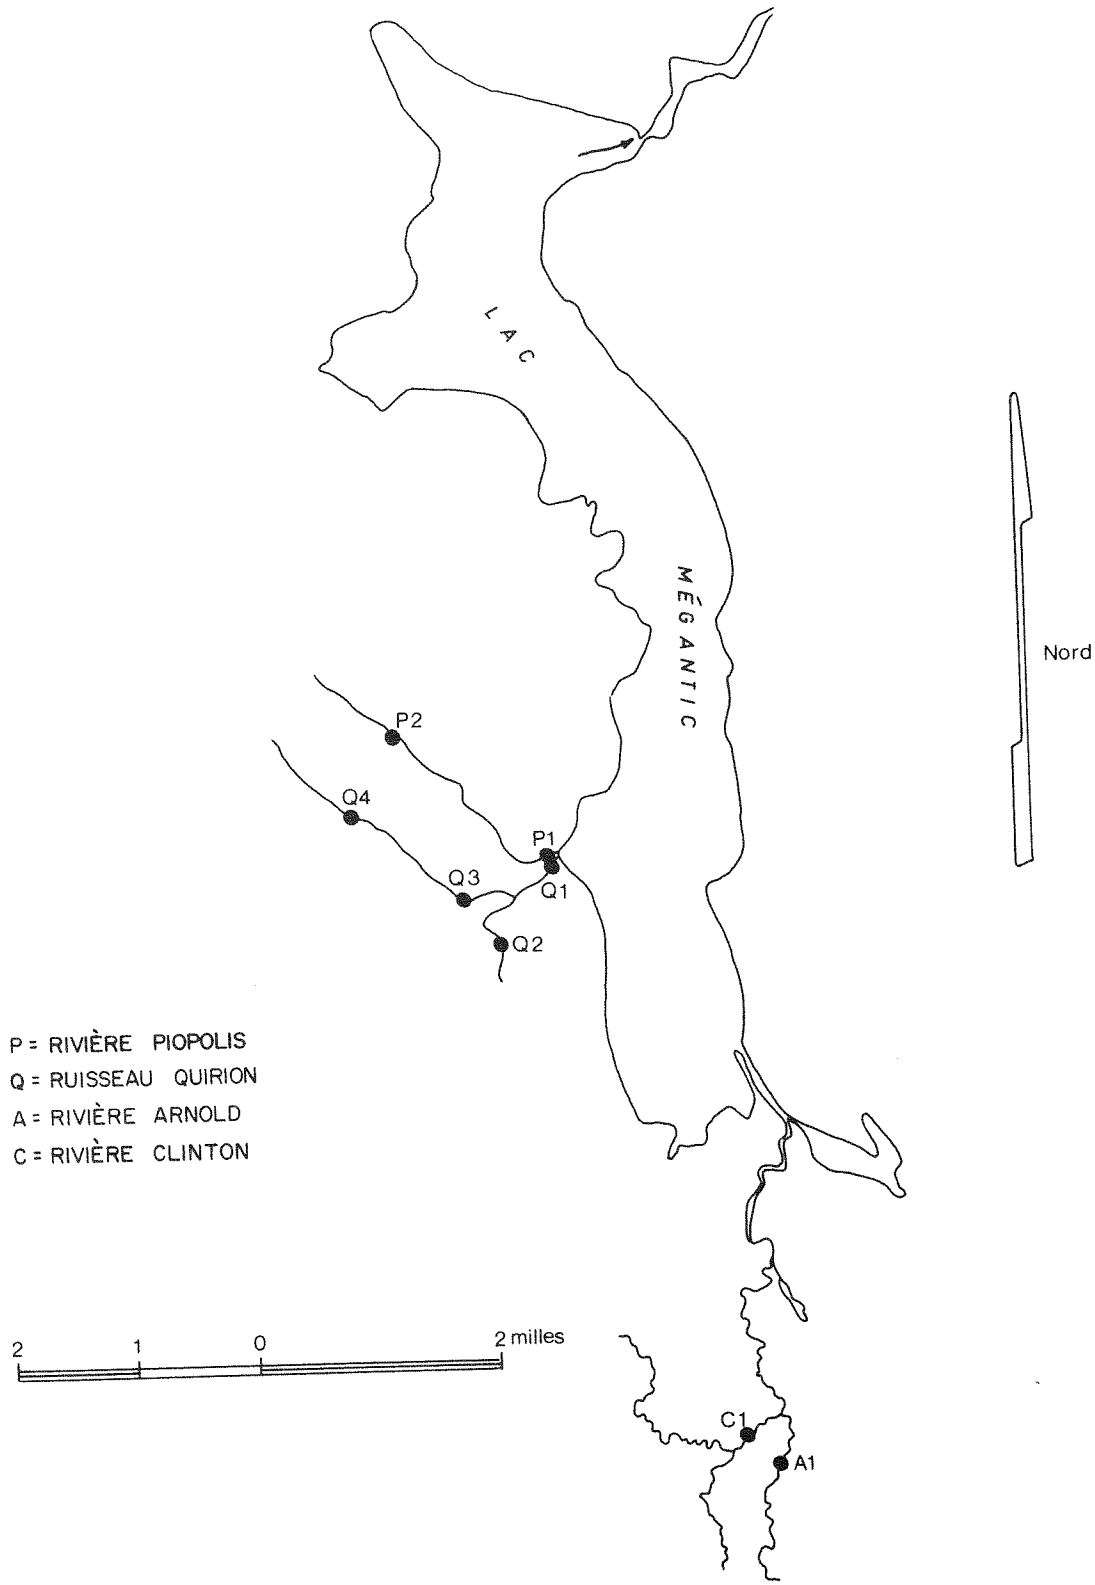 LAC
MÉGANTIC
Nord
P2
Q4
P1
Q3
Q1
Q2
P = RIVIÈRE PIOPOLIS
Q = RUISSEAU QUIRION
A = RIVIÈRE ARNOLD
C = RIVIÈRE CLINTON
2 1 0 2 milles
C1
A1